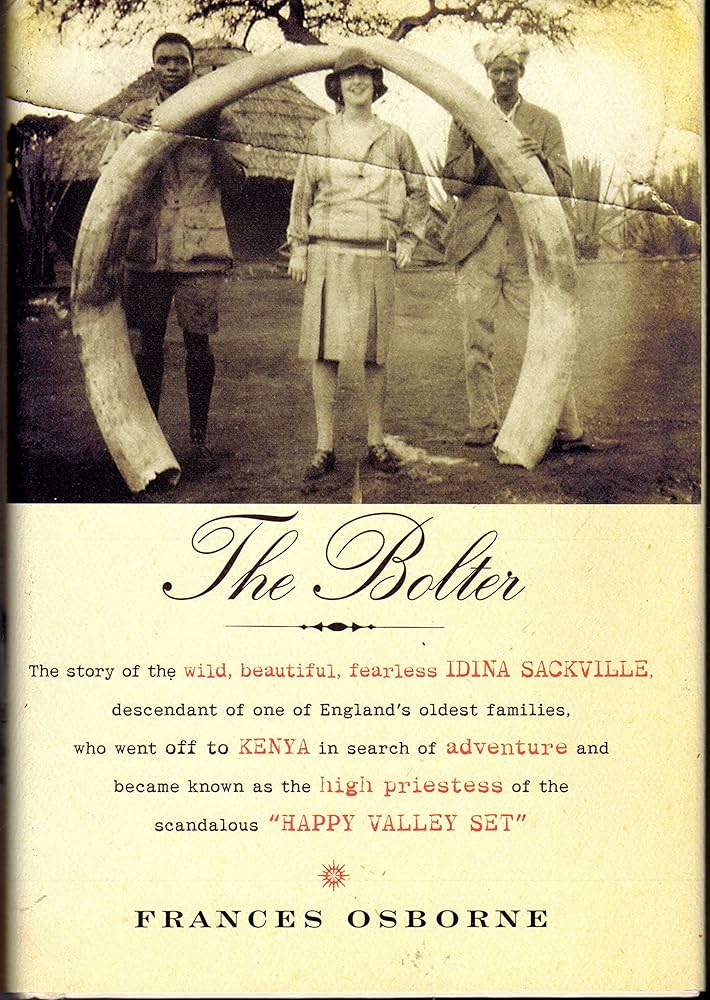 The Bolter
The story of the wild, beautiful, fearless IDINA SACKVILLE,
descendant of one of England's oldest families,
who went off to KENYA in search of adventure and
became known as the high priestess of the
scandalous "HAPPY VALLEY SET"
FRANCES OSBORNE